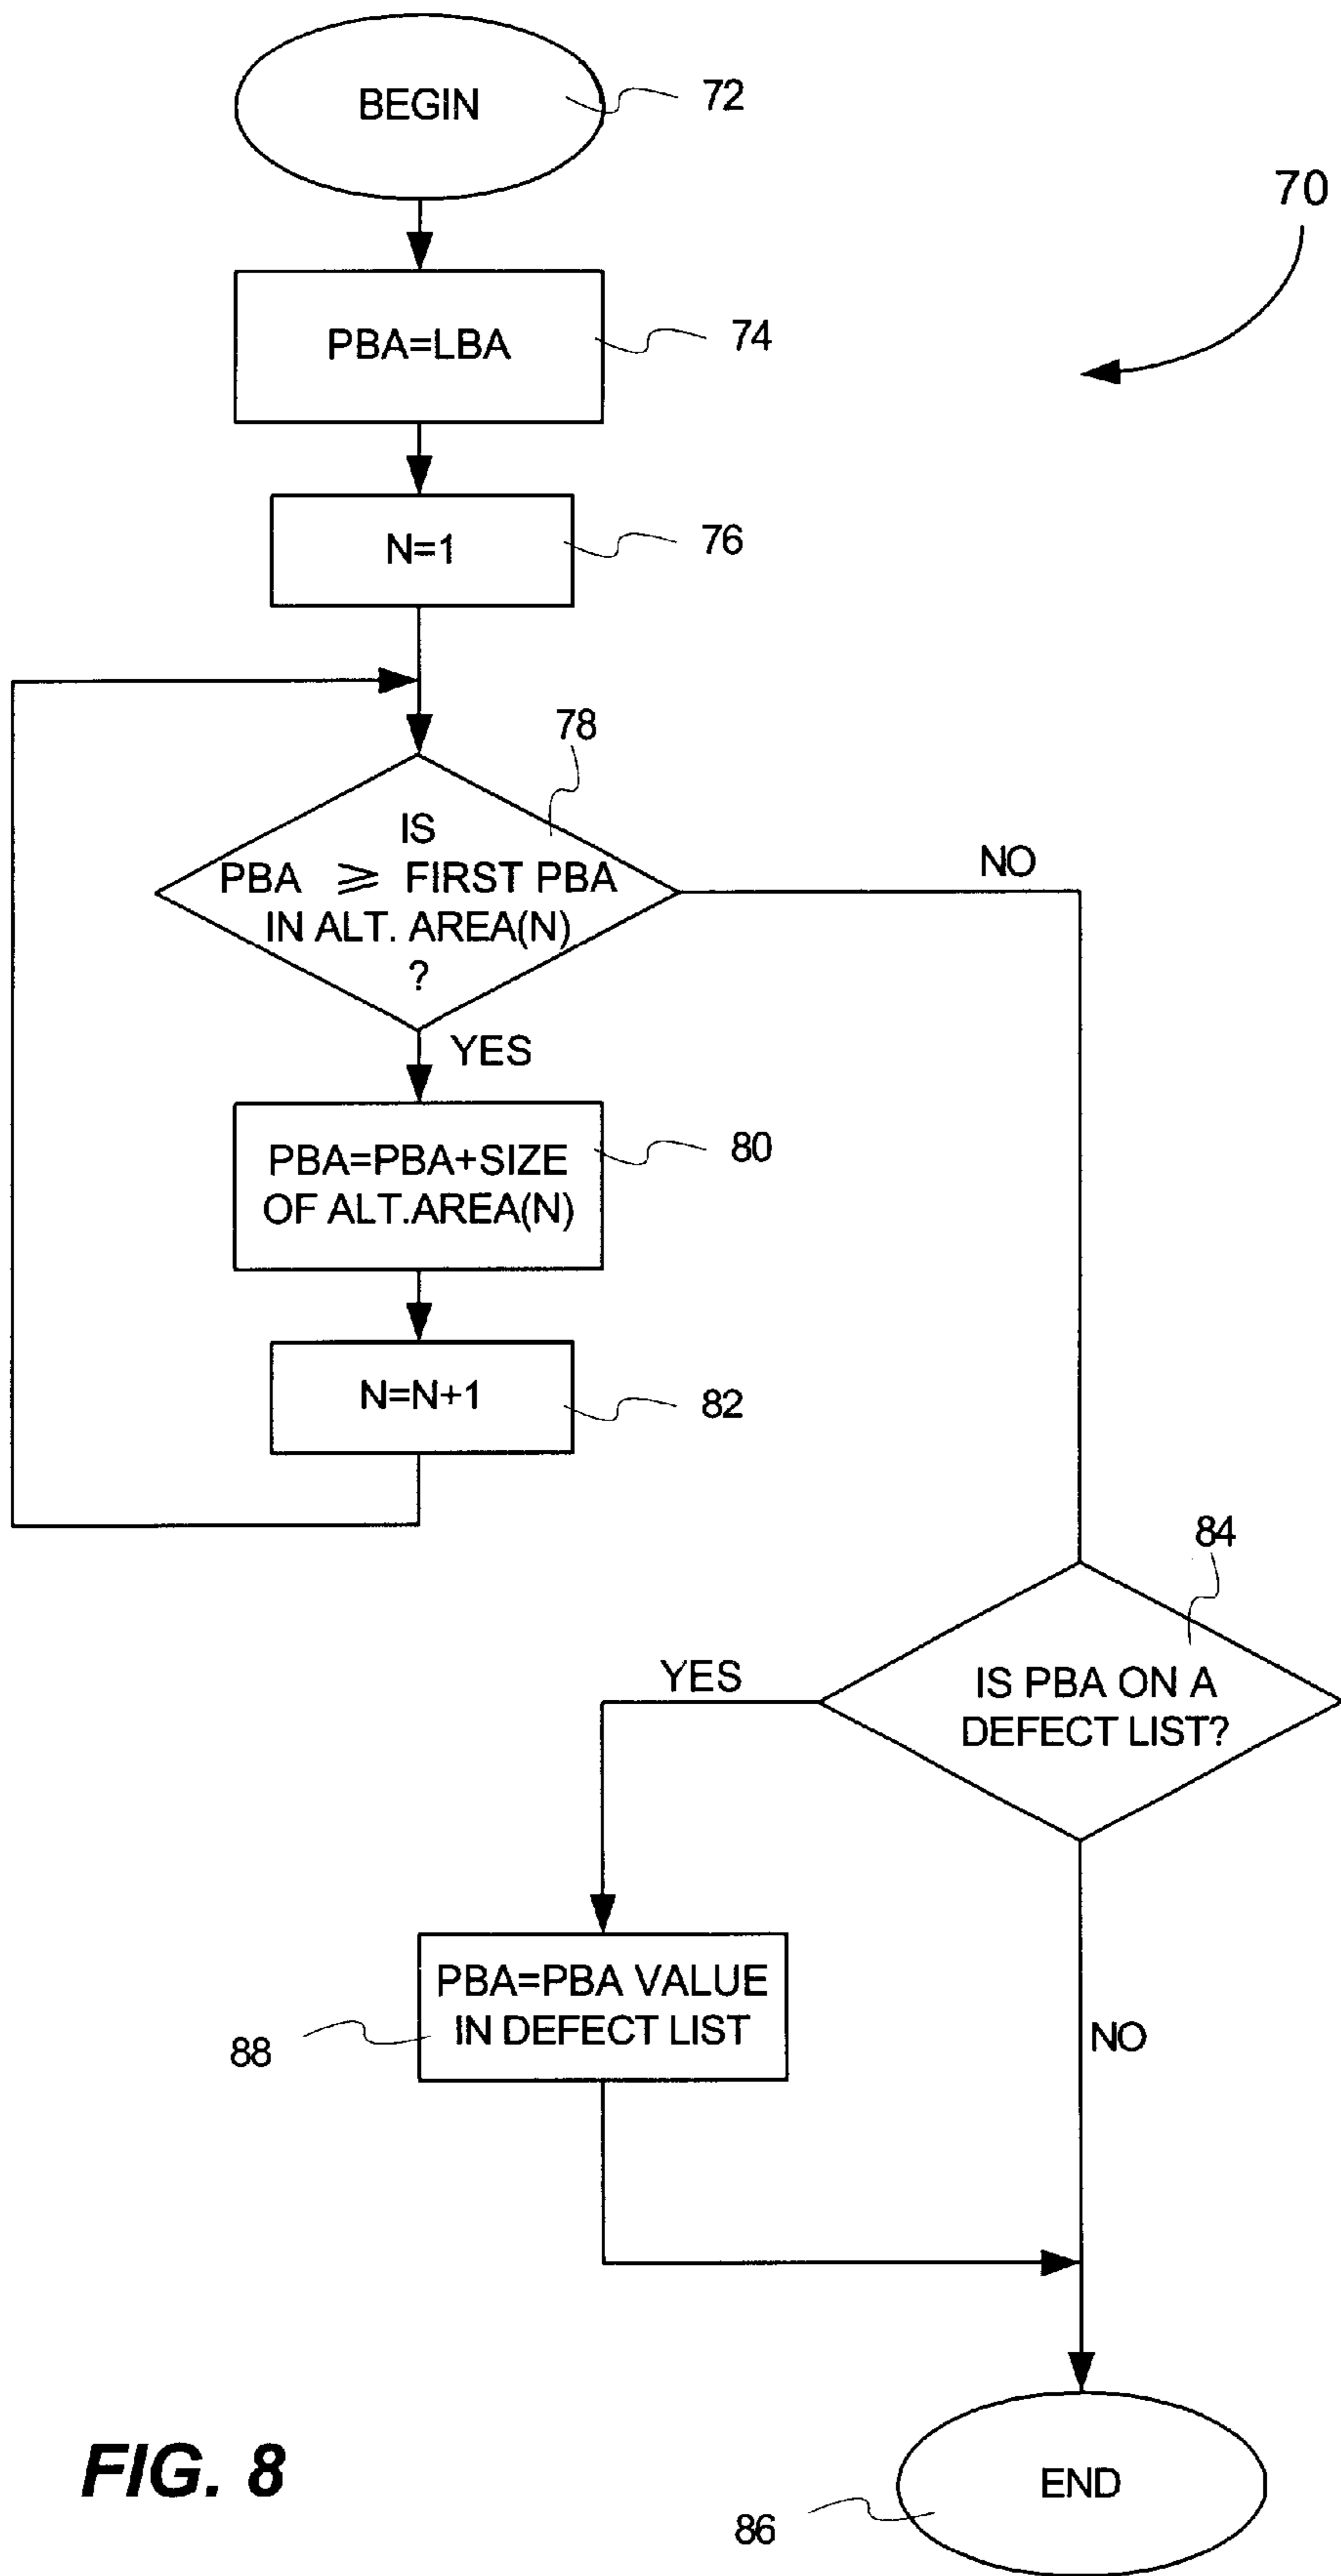 BEGIN
72
70
PBA=LBA
74
N=1
76
78
IS
PBA ≥ FIRST PBA
IN ALT. AREA(N)
?
NO
YES
PBA=PBA+SIZE
OF ALT.AREA(N)
80
N=N+1
82
84
IS PBA ON A
DEFECT LIST?
YES
PBA=PBA VALUE
IN DEFECT LIST
88
NO
END
86
FIG. 8